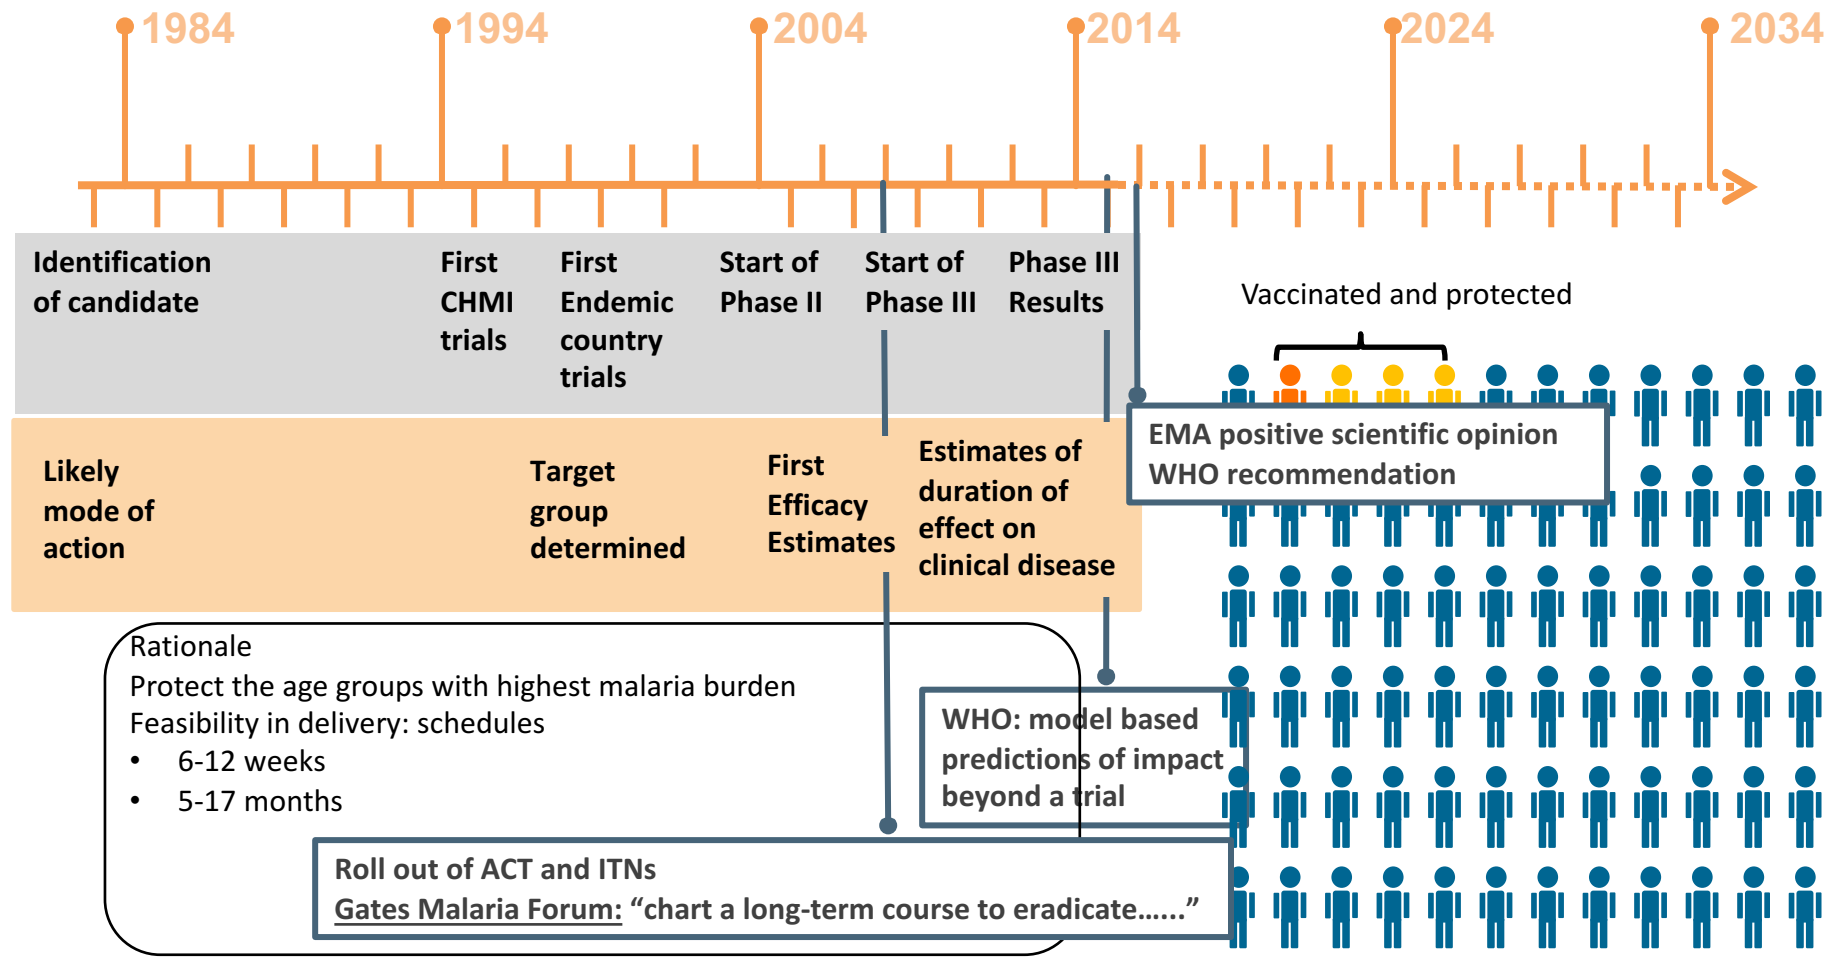 1984
1994
2004
2014
2024
2034
Identification
of candidate
First
CHMI
trials
First
Endemic
country
trials
Start of
Phase II
Start of
Phase III
Phase III
Results
Vaccinated and protected
EMA positive scientific opinion
WHO recommendation
Likely
mode of
action
Target
group
determined
First
Efficacy
Estimates
Estimates of
duration of
effect on
clinical disease
Rationale
Protect the age groups with highest malaria burden
Feasibility in delivery: schedules
• 6-12 weeks
• 5-17 months
WHO: model based
predictions of impact
beyond a trial
Roll out of ACT and ITNs
Gates Malaria Forum: “chart a long-term course to eradicate…...”